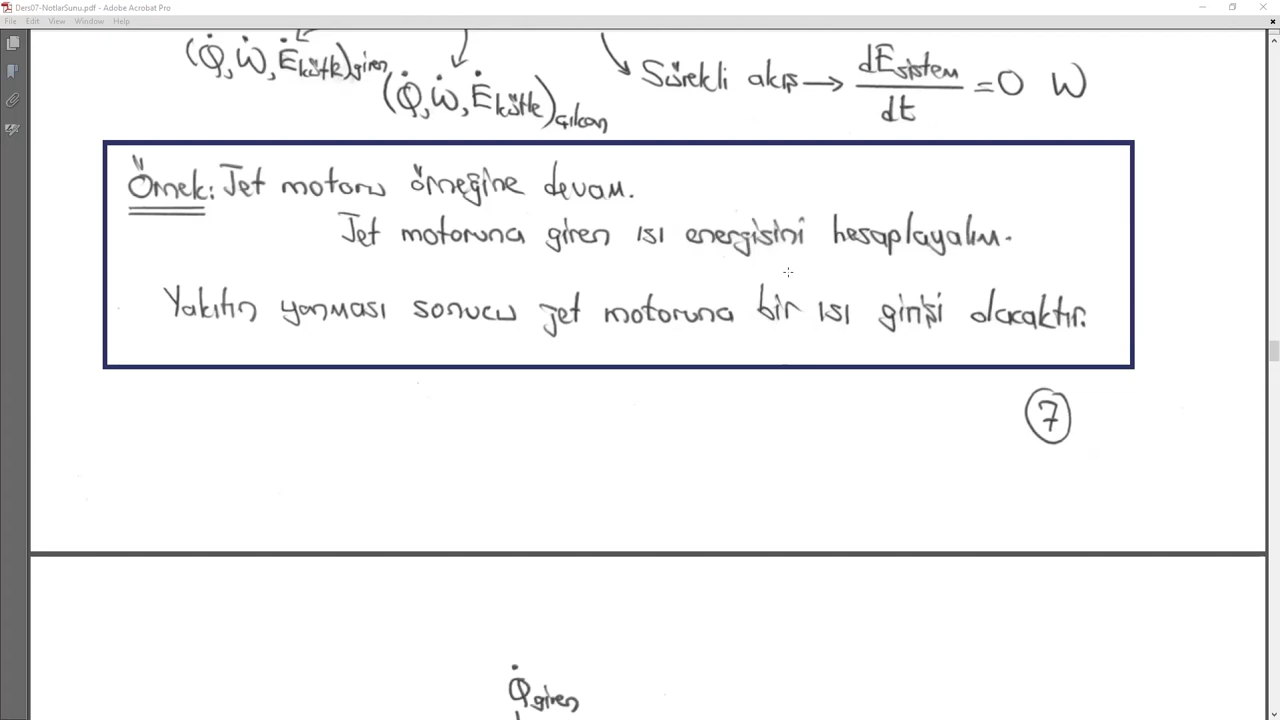 Ders07-NotlarSunu.pdf - Adobe Acrobat Pro
File Edit View Window Help
(Q̇, Ẇ, Ėkütle)giren
(Q̇, Ẇ, Ėkütle)çıkan
Sürekli akış → dEsistem/dt = 0 W
Örnek: Jet motoru örneğine devam.
Jet motoruna giren ısı energisini hesaplayalım.
Yakıtın yanması sonucu jet motoruna bir ısı girişi olacaktır.
7
Q̇giren